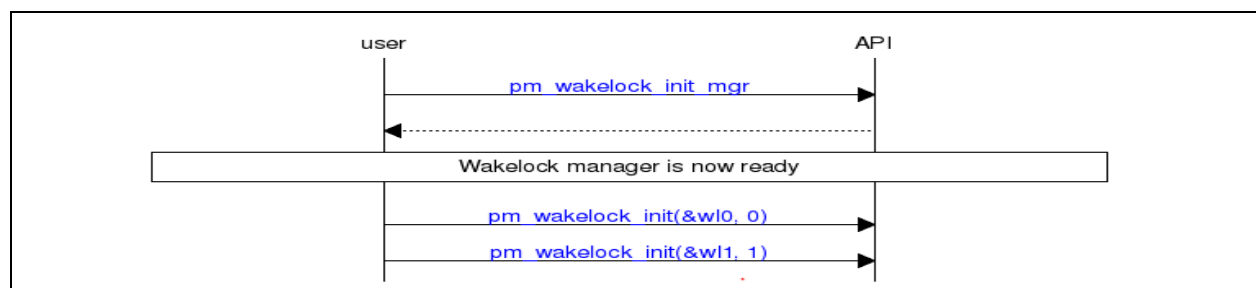 user API
pm_wakelock_init_mgr
Wakelock manager is now ready
pm_wakelock_init(&wl0, 0)
pm_wakelock_init(&wl1, 1)